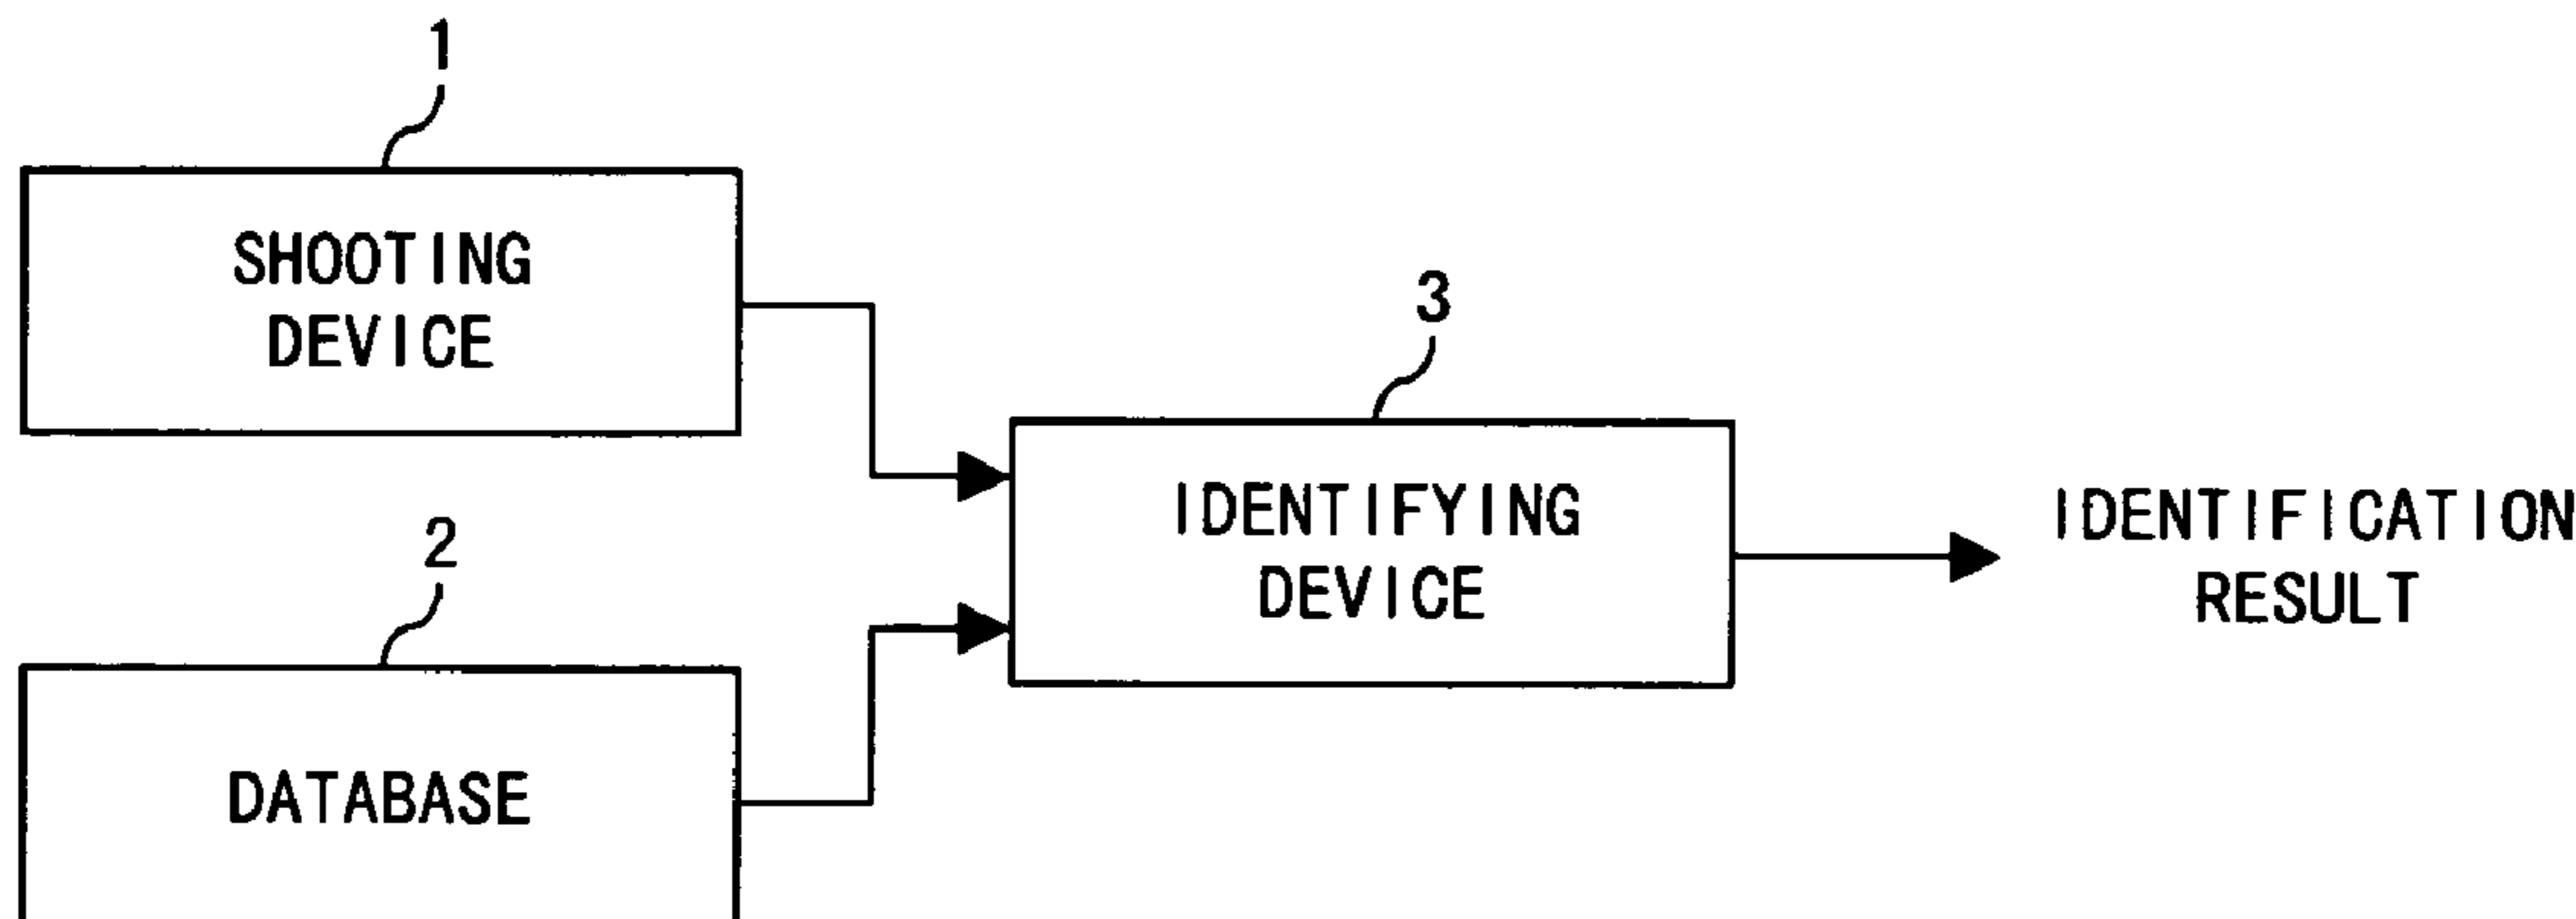 1
SHOOTING
DEVICE
2
DATABASE
3
IDENTIFYING
DEVICE
IDENTIFICATION
RESULT